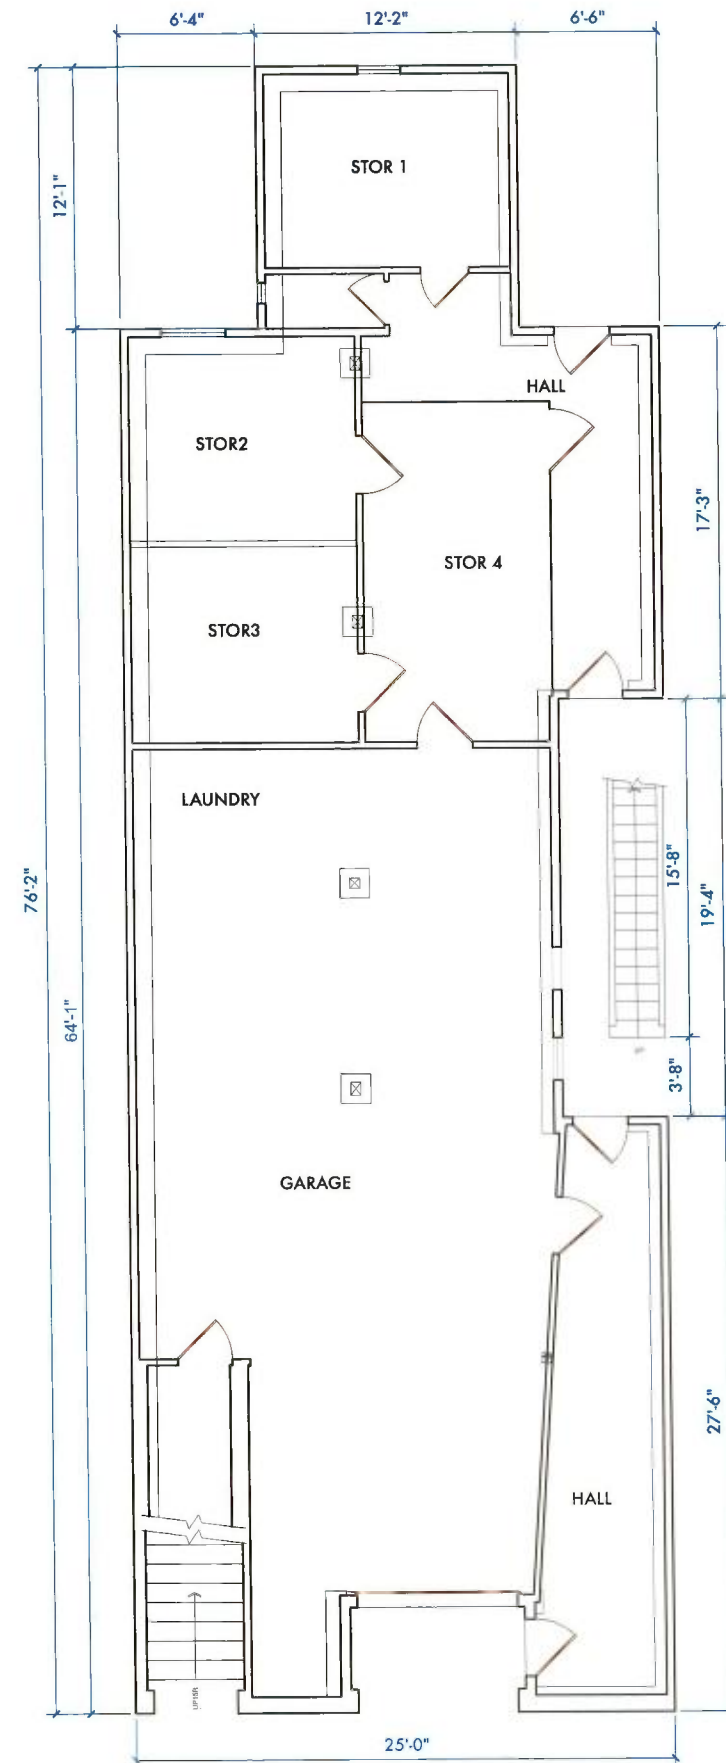 6'-4"
12'-2"
6'-6"
12'-1"
STOR 1
HALL
STOR2
17'-3"
STOR 4
STOR3
LAUNDRY
76'-2"
15'-8"
19'-4"
64'-1"
3'-8"
GARAGE
27'-6"
HALL
25'-0"